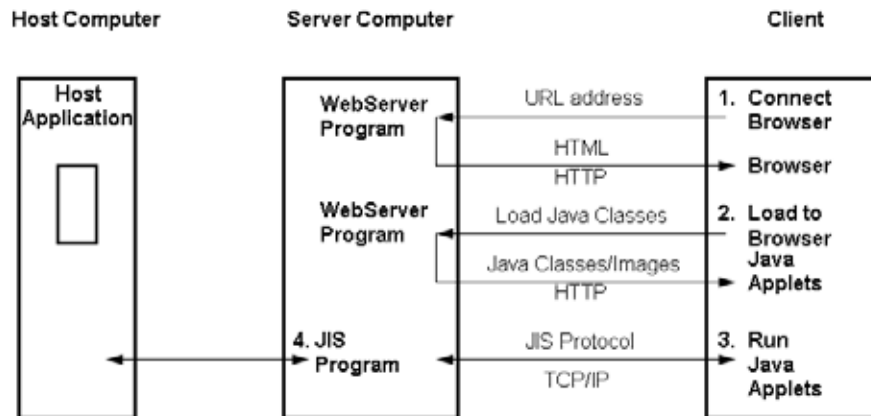 Host Computer
Server Computer
Client
Host
Application
WebServer
Program
URL address
HTML
HTTP
1. Connect
Browser
Browser
WebServer
Program
Load Java Classes
Java Classes/Images
HTTP
2. Load to
Browser
Java
Applets
4. JIS
Program
JIS Protocol
TCP/IP
3. Run
Java
Applets